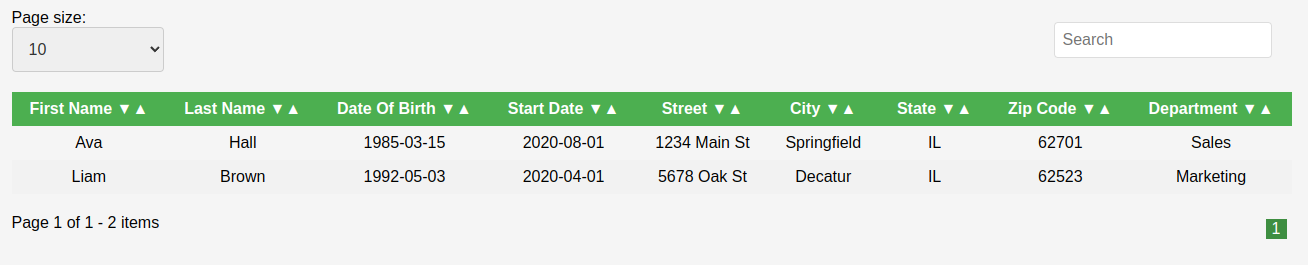 Page size:
10
Search
First Name ▼▲ Last Name ▼▲ Date Of Birth ▼▲ Start Date ▼▲ Street ▼▲ City ▼▲ State ▼▲ Zip Code ▼▲ Department ▼▲
Ava Hall 1985-03-15 2020-08-01 1234 Main St Springfield IL 62701 Sales
Liam Brown 1992-05-03 2020-04-01 5678 Oak St Decatur IL 62523 Marketing
Page 1 of 1 - 2 items
1